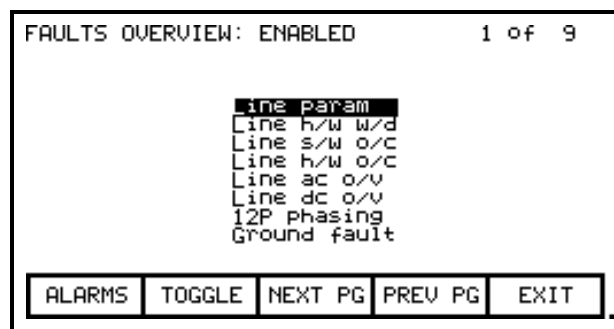 FAULTS OVERVIEW: ENABLED 1 of 9
Line param
Line h/w w/d
Line s/w o/c
Line h/w o/c
Line ac o/v
Line dc o/v
12P phasing
Ground fault
ALARMS TOGGLE NEXT PG PREV PG EXIT